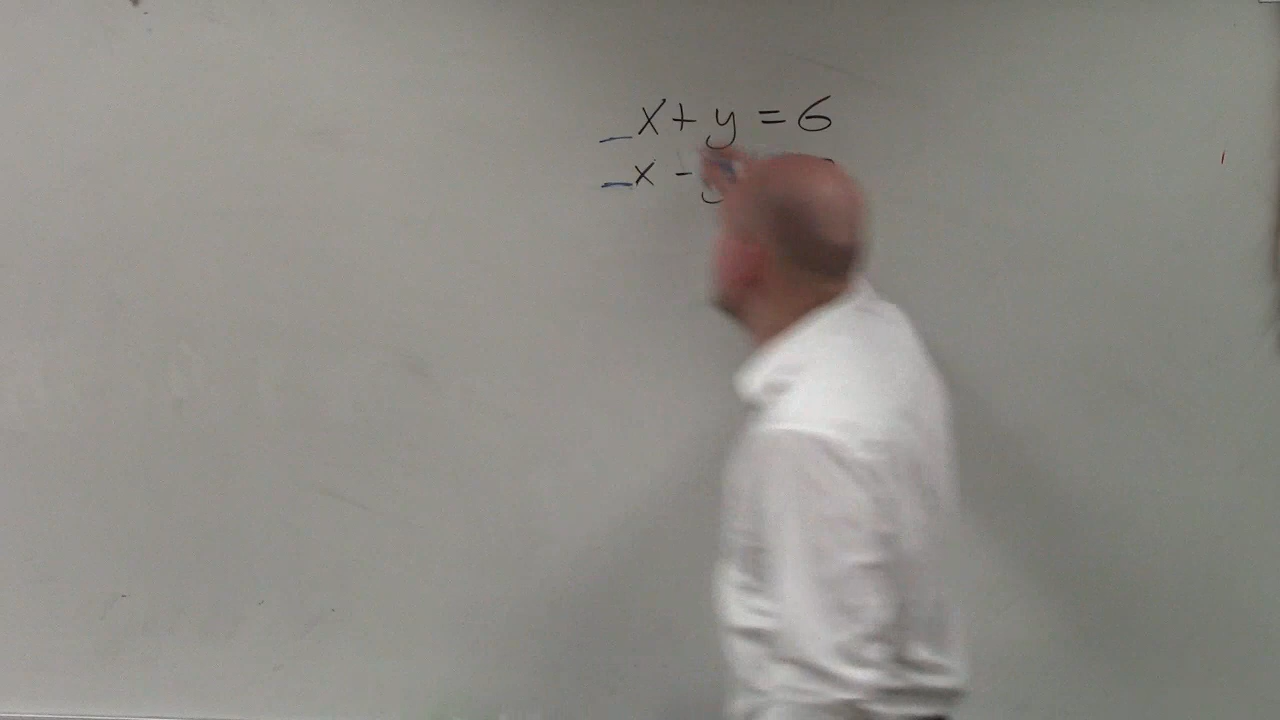 _x + y = 6
_x - y